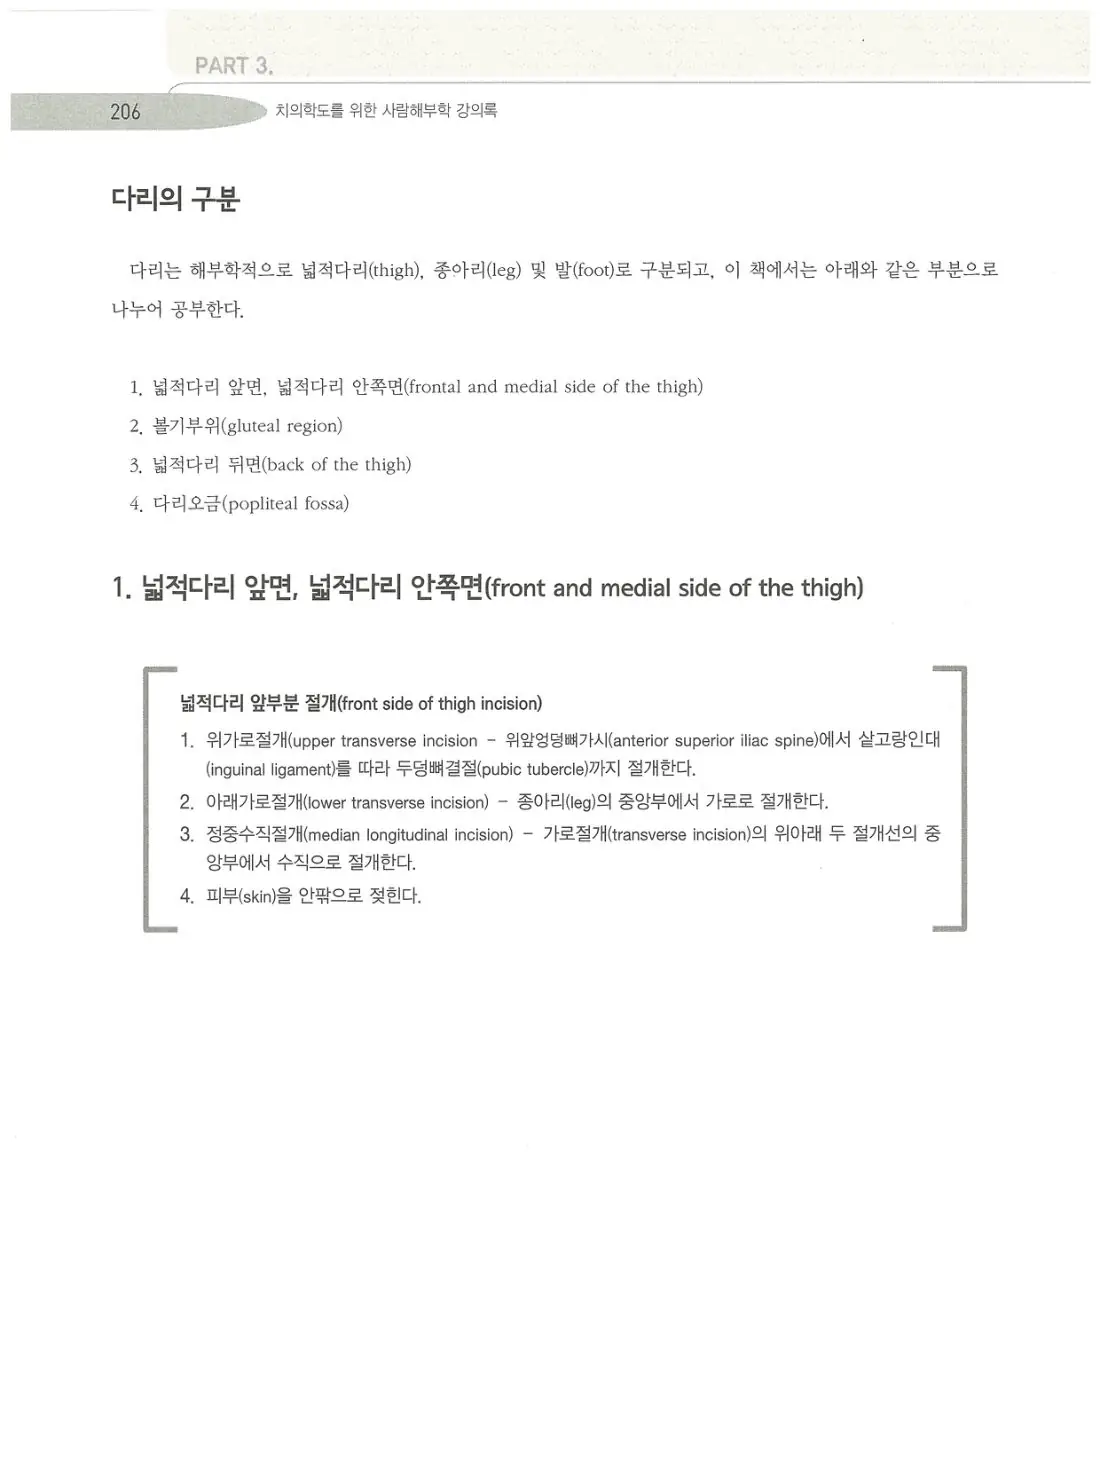 PART 3.
206
치의학도를 위한 사람해부학 강의록
다리의 구분
다리는 해부학적으로 넓적다리(thigh), 종아리(leg) 및 발(foot)로 구분되고, 이 책에서는 아래와 같은 부분으로
나누어 공부한다.
1. 넓적다리 앞면, 넓적다리 안쪽면(frontal and medial side of the thigh)
2. 볼기부위(gluteal region)
3. 넓적다리 뒤면(back of the thigh)
4. 다리오금(popliteal fossa)
1. 넓적다리 앞면, 넓적다리 안쪽면(front and medial side of the thigh)
넓적다리 앞부분 절개(front side of thigh incision)
1. 위가로절개(upper transverse incision - 위앞엉덩뼈가시(anterior superior iliac spine)에서 샅고랑인대
(inguinal ligament)를 따라 두덩뼈결절(pubic tubercle)까지 절개한다.
2. 아래가로절개(lower transverse incision) - 종아리(leg)의 중앙부에서 가로로 절개한다.
3. 정중수직절개(median longitudinal incision) - 가로절개(transverse incision)의 위아래 두 절개선의 중
앙부에서 수직으로 절개한다.
4. 피부(skin)을 안팎으로 젖힌다.